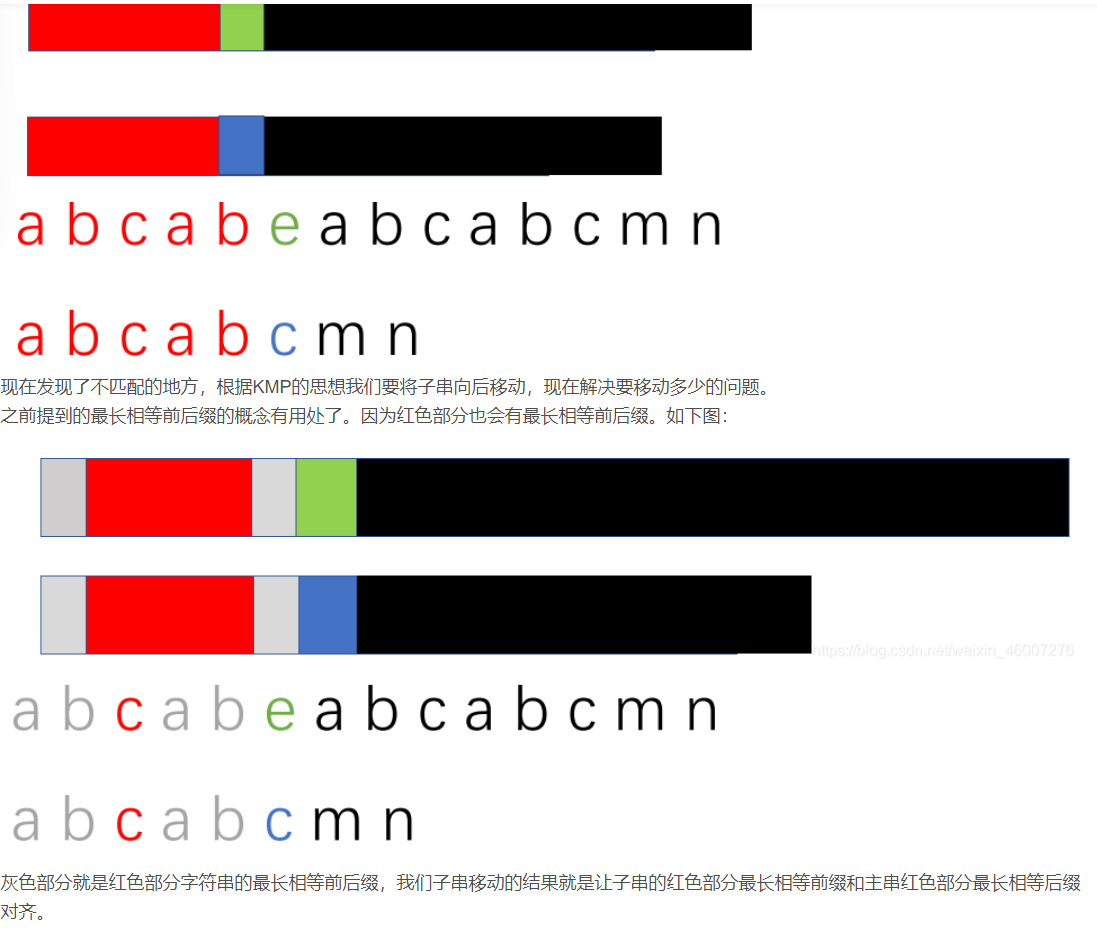 a b c a b e a b c a b c m n
a b c a b c m n
现在发现了不匹配的地方，根据KMP的思想我们要将子串向后移动，现在解决要移动多少的问题。
之前提到的最长相等前后缀的概念有用处了。因为红色部分也会有最长相等前后缀。如下图：
https://blog.csdn.net/weixin_46007276
a b c a b e a b c a b c m n
a b c a b c m n
灰色部分就是红色部分字符串的最长相等前后缀，我们子串移动的结果就是让子串的红色部分最长相等前缀和主串红色部分最长相等后缀
对齐。